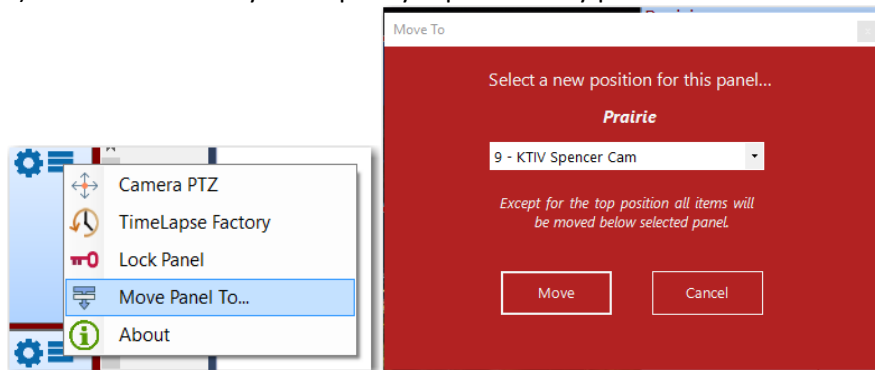 Move To
Select a new position for this panel...
Prairie
9 - KTIV Spencer Cam
Except for the top position all items will
be moved below selected panel.
Move
Cancel
Camera PTZ
TimeLapse Factory
Lock Panel
Move Panel To...
About